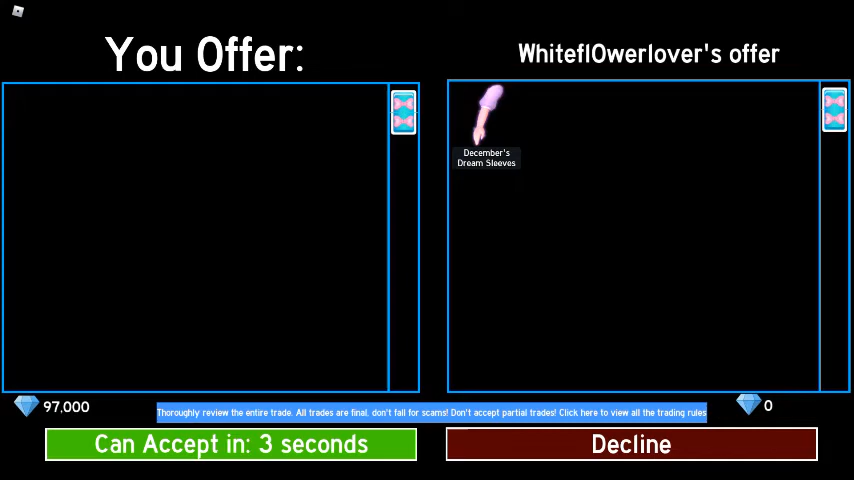 You Offer:
Whitefl0werlover's offer
December's
Dream Sleeves
97,000
Thoroughly review the entire trade. All trades are final, don't fall for scams! Don't accept partial trades! Click here to view all the trading rules
0
Can Accept in: 3 seconds
Decline